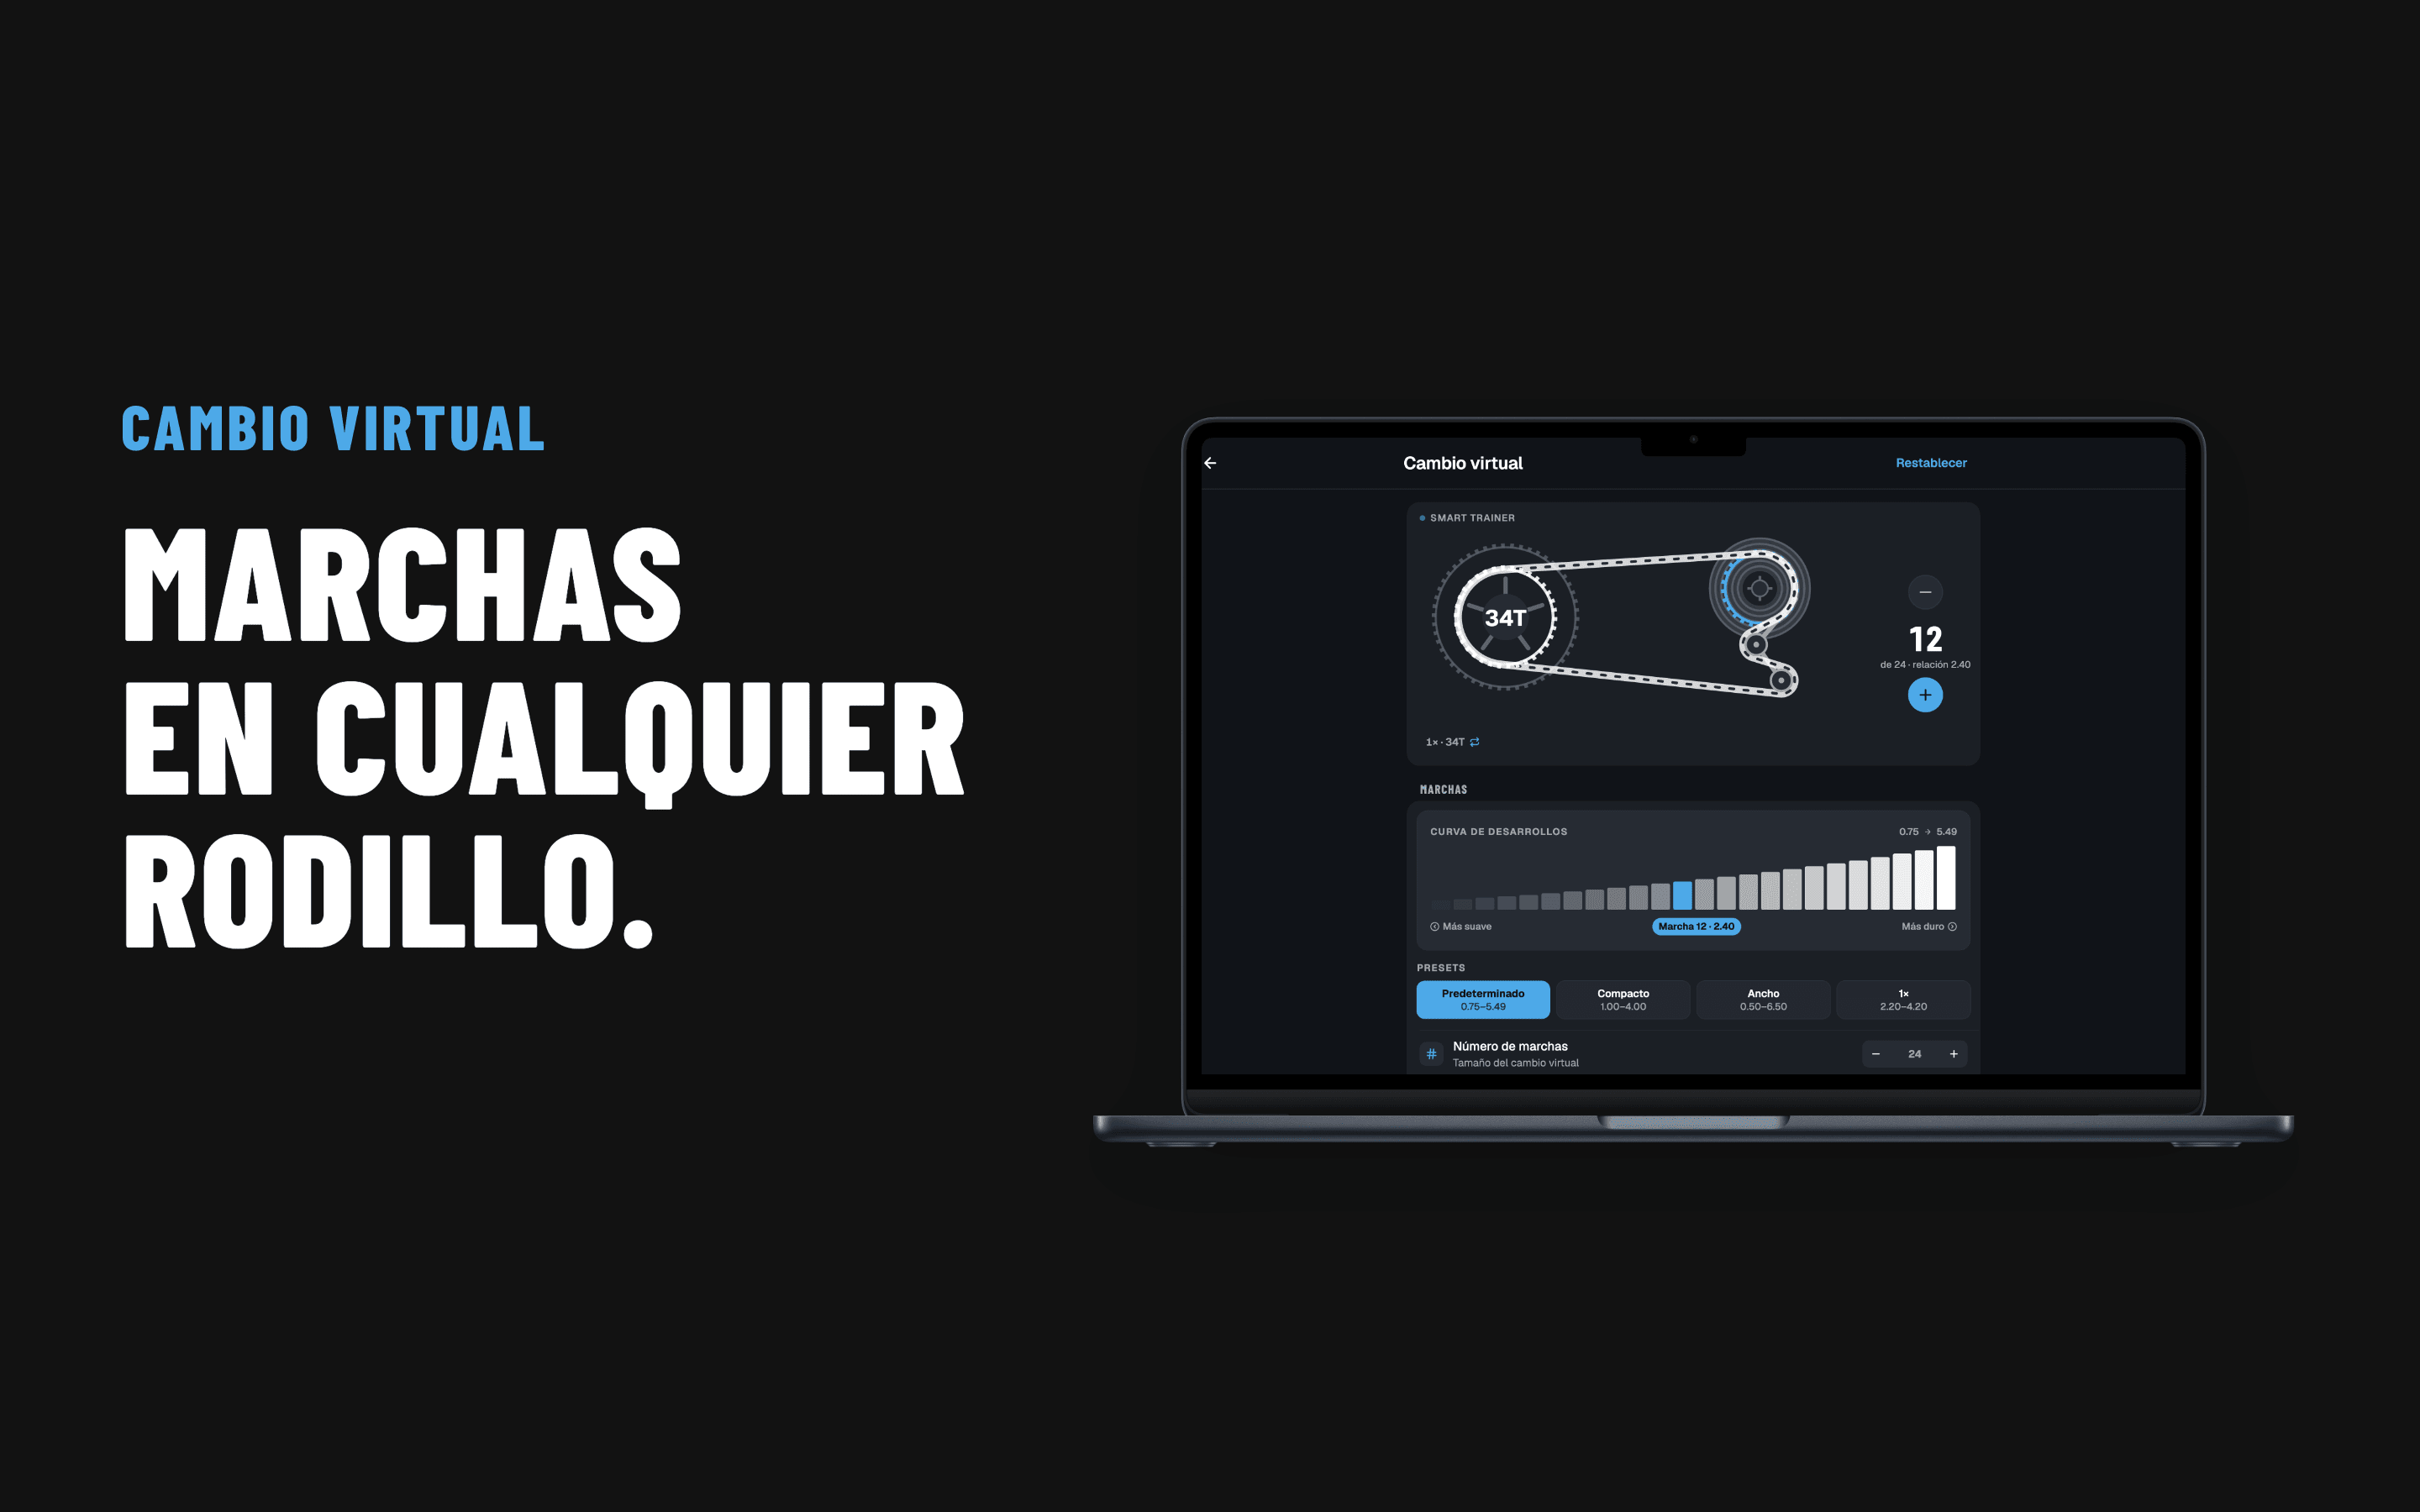 CAMBIO VIRTUAL
MARCHAS
EN CUALQUIER
RODILLO.
Cambio virtual
Restablecer
SMART TRAINER
34T
12
de 24 · relación 2.40
1× · 34T
MARCHAS
CURVA DE DESARROLLOS
0.75 → 5.49
Más suave
Marcha 12 · 2.40
Más duro
PRESETS
Predeterminado
0.75–5.49
Compacto
1.00–4.00
Ancho
0.50–6.50
1×
2.20–4.20
Número de marchas
Tamaño del cambio virtual
− 24 +